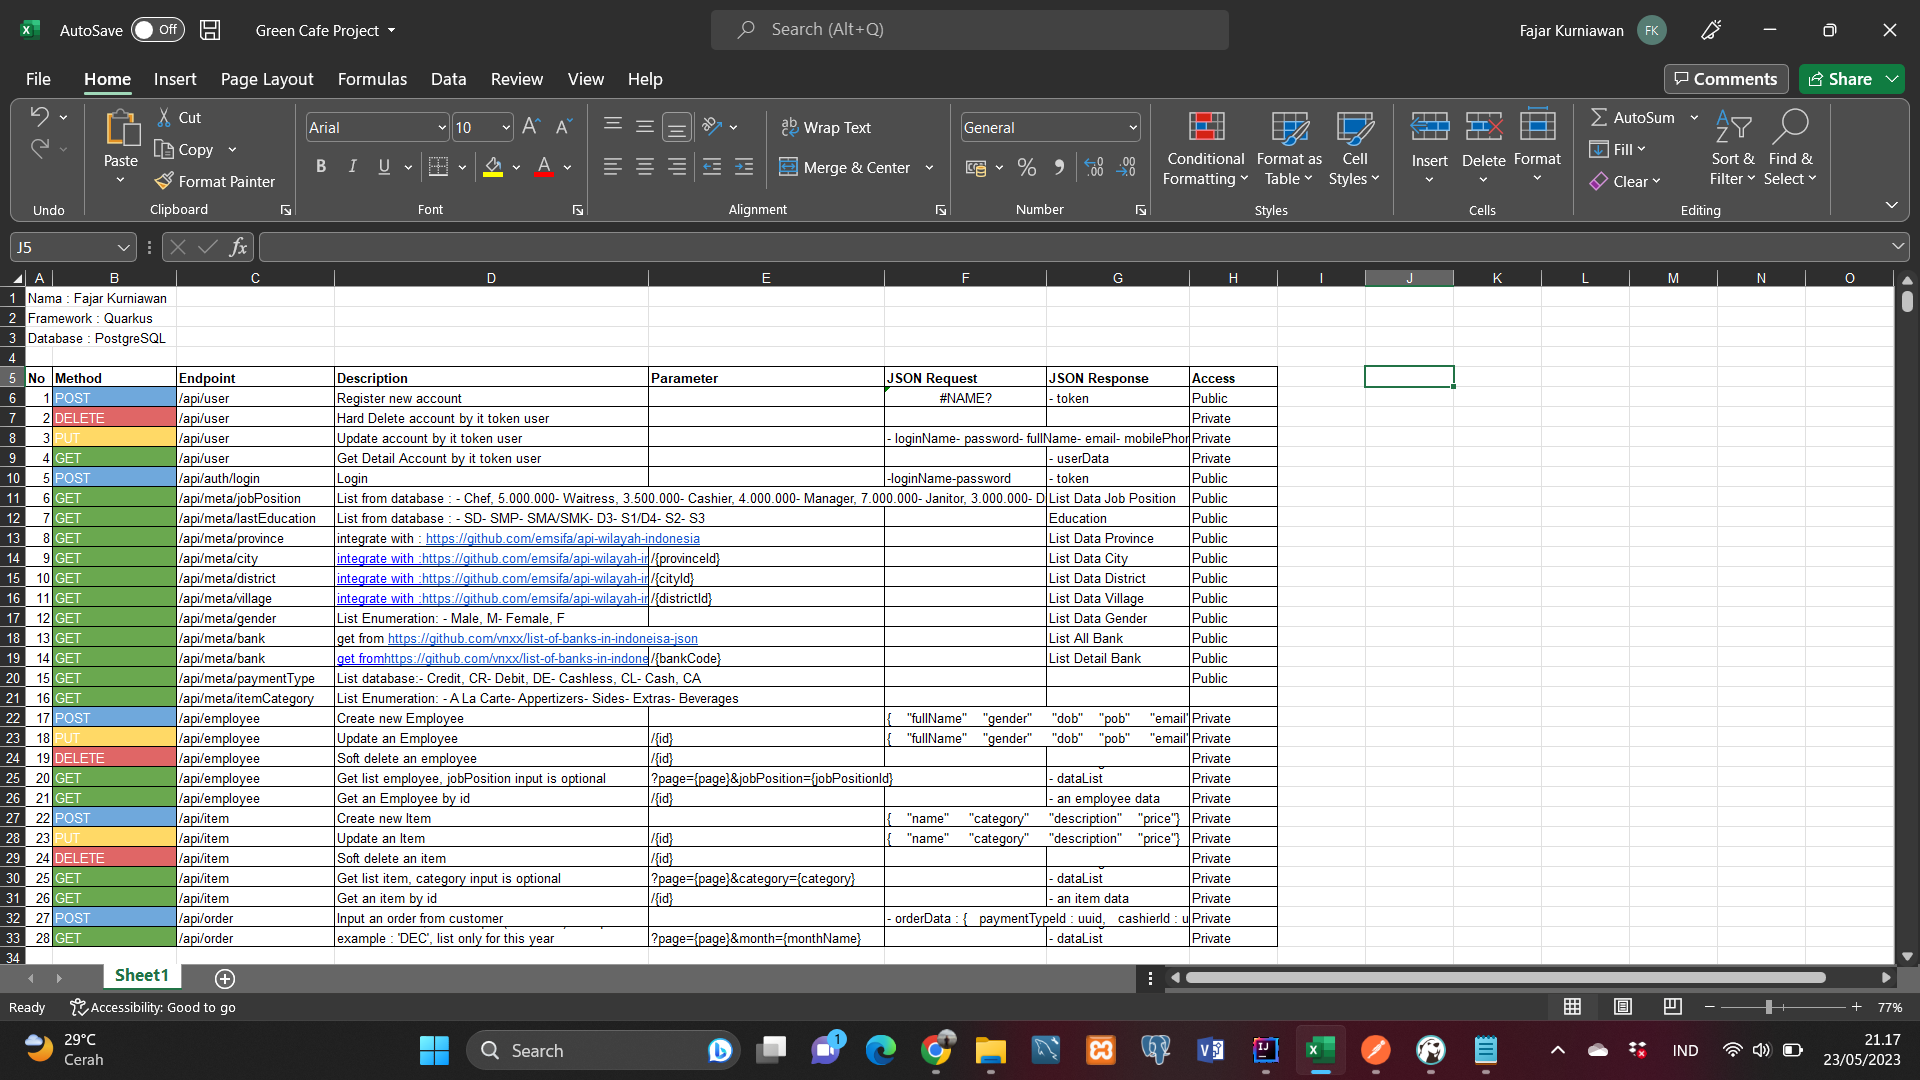 AutoSave Off Green Cafe Project Search (Alt+Q) Fajar Kurniawan FK
File Home Insert Page Layout Formulas Data Review View Help Comments Share
Paste Cut Copy Format Painter
Arial 10
B I U A
ab Wrap Text
Merge & Center
General
Conditional Formatting Format as Table Cell Styles
Insert Delete Format
AutoSum Fill Clear
Sort & Filter Find & Select
Undo Clipboard Font Alignment Number Styles Cells Editing
J5 fx
A B C D E F G H I J K L M N O
1 Nama : Fajar Kurniawan
2 Framework : Quarkus
3 Database : PostgreSQL
4
5 No Method Endpoint Description Parameter JSON Request JSON Response Access
6 1 POST /api/user Register new account #NAME? - token Public
7 2 DELETE /api/user Hard Delete account by it token user Private
8 3 PUT /api/user Update account by it token user - loginName- password- fullName- email- mobilePhor Private
9 4 GET /api/user Get Detail Account by it token user - userData Private
10 5 POST /api/auth/login Login -loginName-password - token Public
11 6 GET /api/meta/jobPosition List from database : - Chef, 5.000.000- Waitress, 3.500.000- Cashier, 4.000.000- Manager, 7.000.000- Janitor, 3.000.000- D List Data Job Position Public
12 7 GET /api/meta/lastEducation List from database : - SD- SMP- SMA/SMK- D3- S1/D4- S2- S3 Education Public
13 8 GET /api/meta/province integrate with : https://github.com/emsifa/api-wilayah-indonesia List Data Province Public
14 9 GET /api/meta/city integrate with :https://github.com/emsifa/api-wilayah-ir /{provinceId} List Data City Public
15 10 GET /api/meta/district integrate with :https://github.com/emsifa/api-wilayah-ir /{cityId} List Data District Public
16 11 GET /api/meta/village integrate with :https://github.com/emsifa/api-wilayah-ir /{districtId} List Data Village Public
17 12 GET /api/meta/gender List Enumeration: - Male, M- Female, F List Data Gender Public
18 13 GET /api/meta/bank get from https://github.com/vnxx/list-of-banks-in-indoneisa-json List All Bank Public
19 14 GET /api/meta/bank get fromhttps://github.com/vnxx/list-of-banks-in-indone /{bankCode} List Detail Bank Public
20 15 GET /api/meta/paymentType List database:- Credit, CR- Debit, DE- Cashless, CL- Cash, CA Public
21 16 GET /api/meta/itemCategory List Enumeration: - A La Carte- Appertizers- Sides- Extras- Beverages
22 17 POST /api/employee Create new Employee { "fullName" "gender" "dob" "pob" "email" Private
23 18 PUT /api/employee Update an Employee /{id} { "fullName" "gender" "dob" "pob" "email" Private
24 19 DELETE /api/employee Soft delete an employee /{id} Private
25 20 GET /api/employee Get list employee, jobPosition input is optional ?page={page}&jobPosition={jobPositionId} - dataList Private
26 21 GET /api/employee Get an Employee by id /{id} - an employee data Private
27 22 POST /api/item Create new Item { "name" "category" "description" "price"} Private
28 23 PUT /api/item Update an Item /{id} { "name" "category" "description" "price"} Private
29 24 DELETE /api/item Soft delete an item /{id} Private
30 25 GET /api/item Get list item, category input is optional ?page={page}&category={category} - dataList Private
31 26 GET /api/item Get an item by id /{id} - an item data Private
32 27 POST /api/order Input an order from customer - orderData : { paymentTypeId : uuid, cashierId : u Private
33 28 GET /api/order example : 'DEC', list only for this year ?page={page}&month={monthName} - dataList Private
34
Sheet1
Ready Accessibility: Good to go 77%
29°C
Cerah
Search 1 IND
21.17
23/05/2023